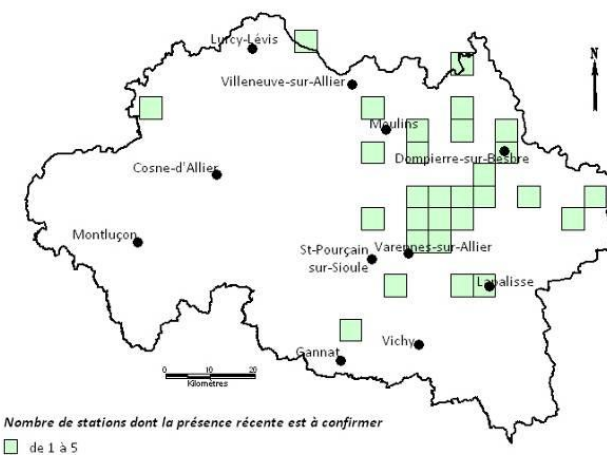 Lurcy-Lévis
N
Villeneuve-sur-Allier
Moulins
Dompierre-sur-Besbre
Cosne-d'Allier
Montluçon
St-Pourçain
sur-Sioule
Varennes-sur-Allier
Lapalisse
Vichy
Gannat
0 10 20
Kilomètres
Nombre de stations dont la présence récente est à confirmer
de 1 à 5